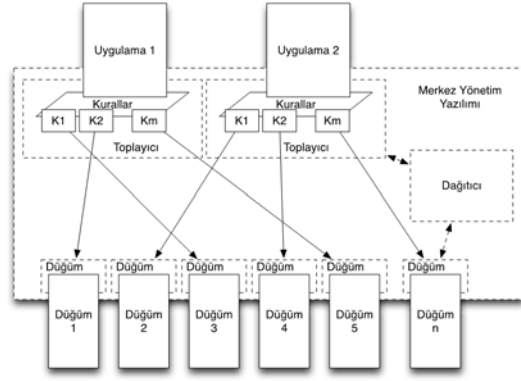 Uygulama 1
Uygulama 2
Merkez Yönetim
Yazılımı
Kurallar
K1
K2
Km
Toplayıcı
Kurallar
K1
K2
Km
Toplayıcı
Dağıtıcı
Düğüm
Düğüm
Düğüm
Düğüm
Düğüm
Düğüm
Düğüm
1
Düğüm
2
Düğüm
3
Düğüm
4
Düğüm
5
Düğüm
n